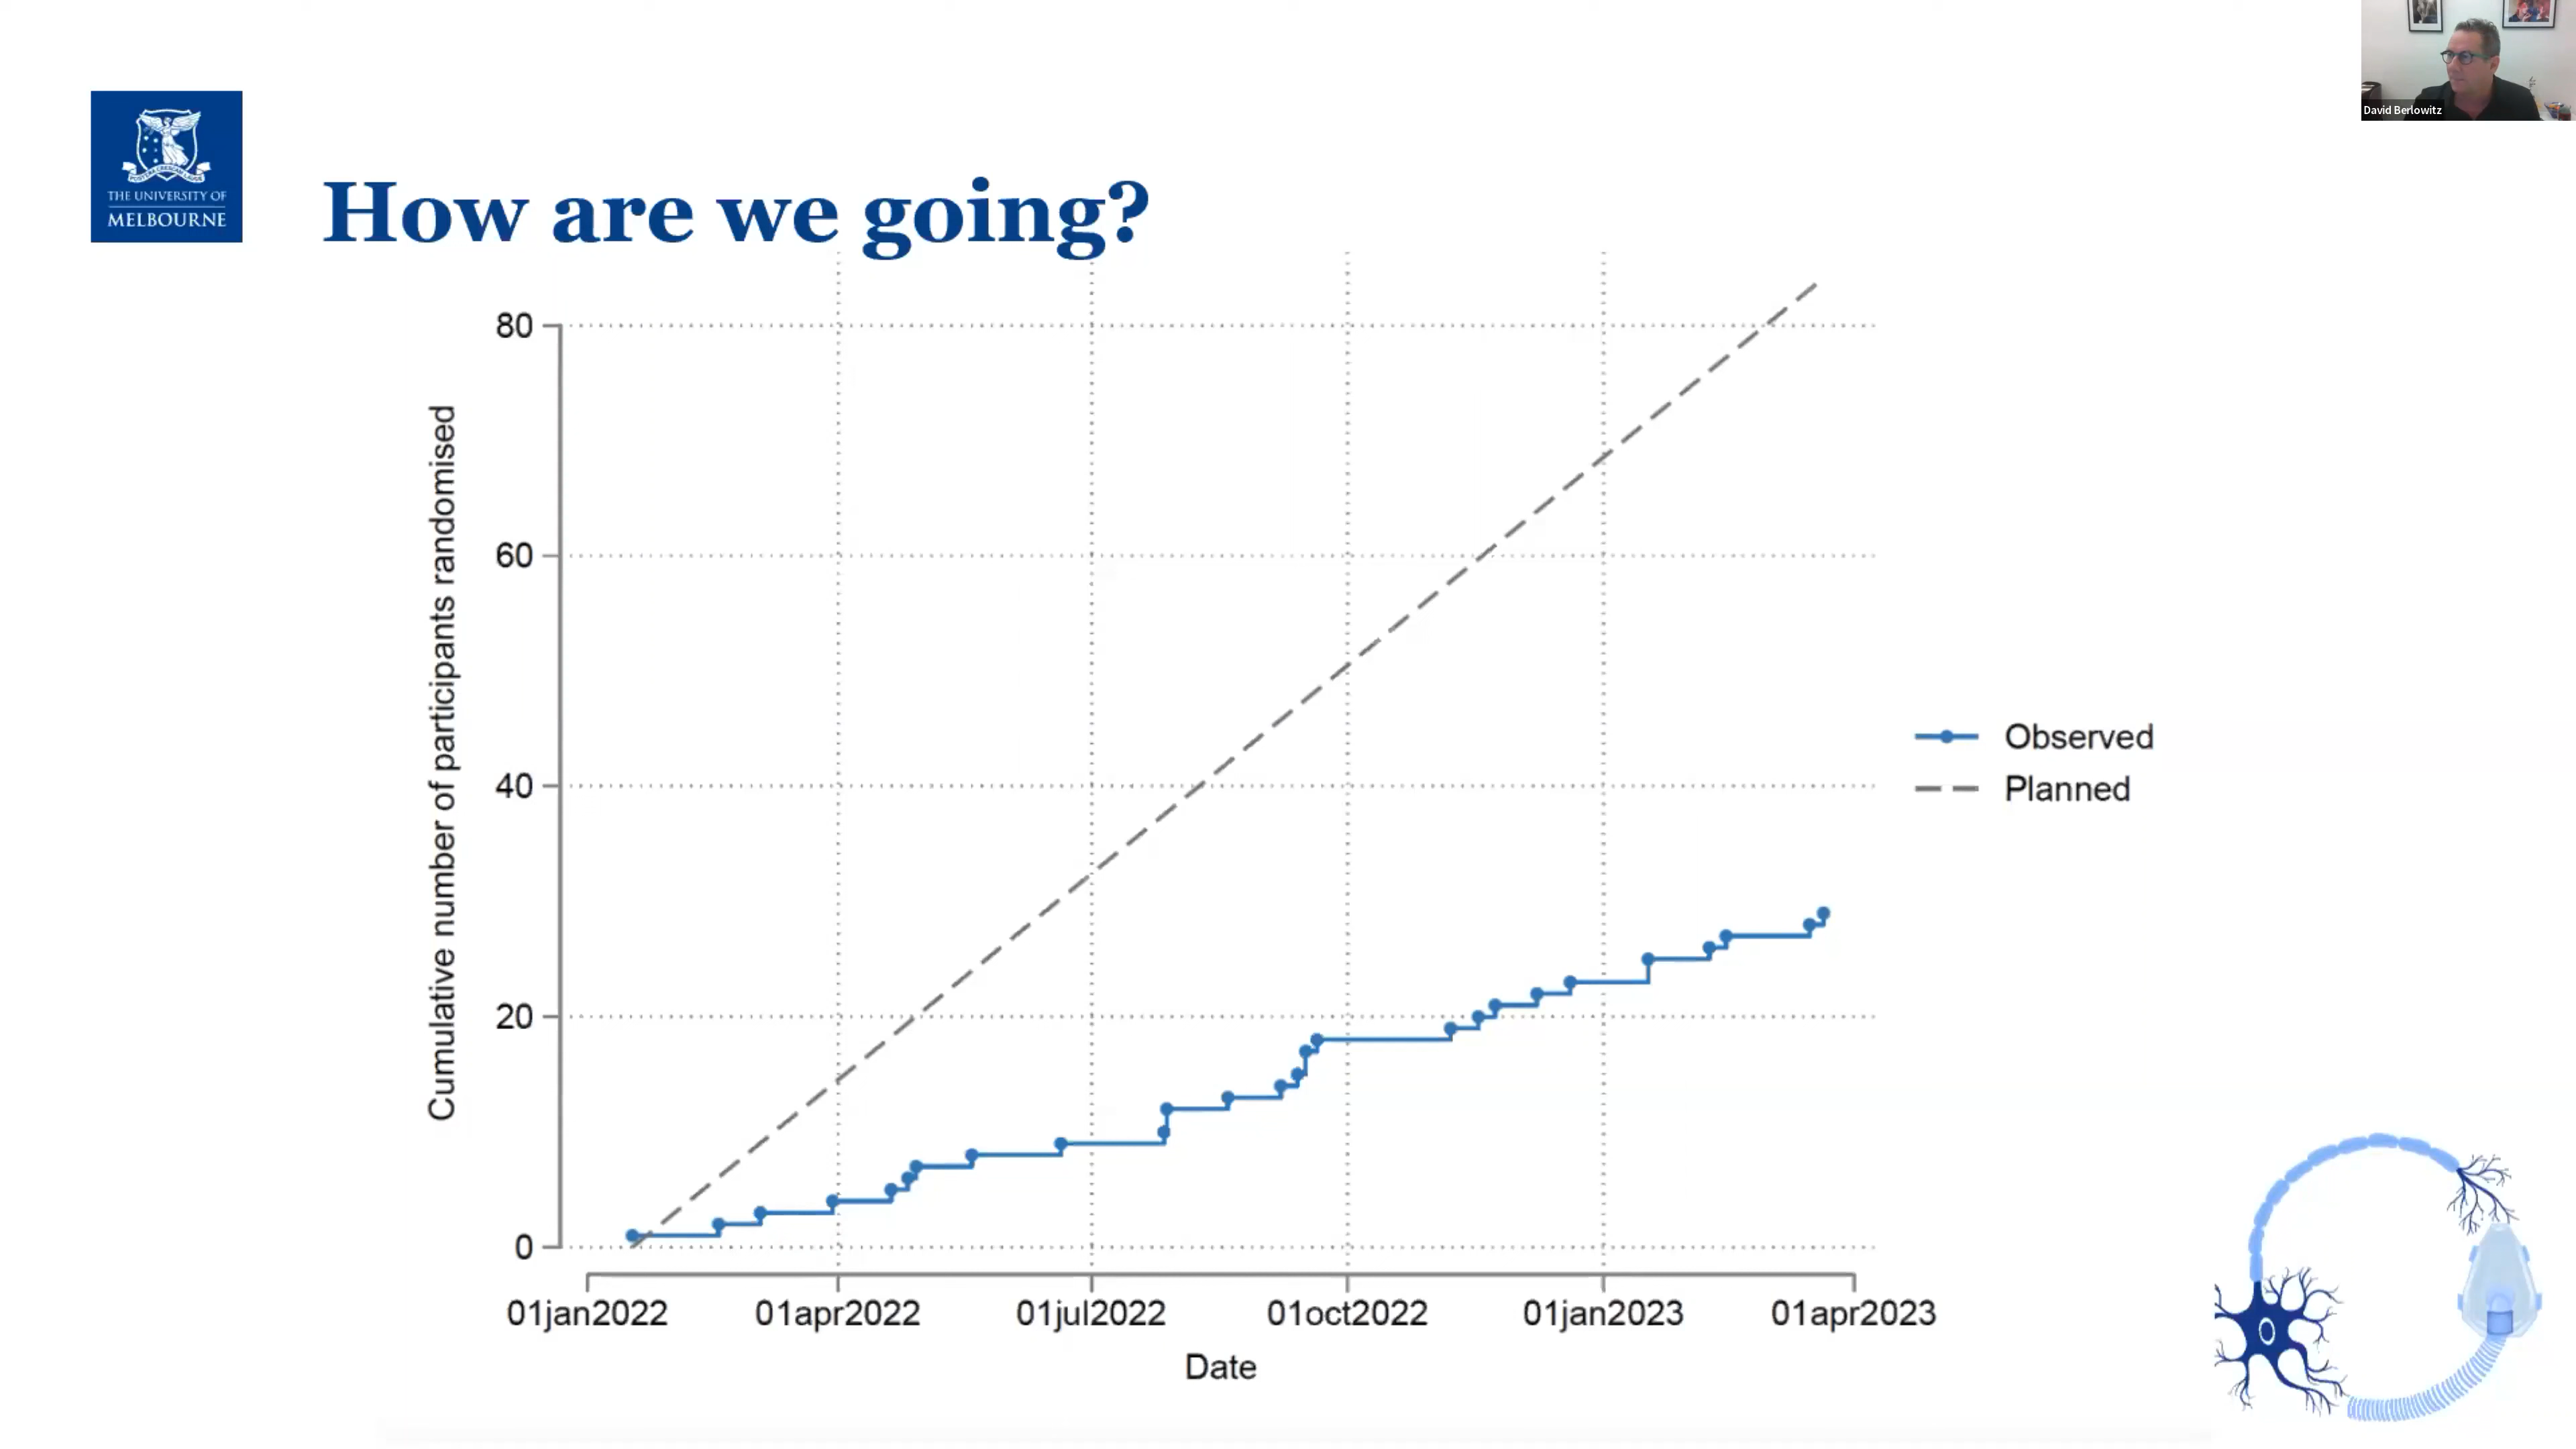 David Berlowitz
THE UNIVERSITY OF
MELBOURNE
How are we going?
Cumulative number of participants randomised
80
60
40
20
0
01jan2022
01apr2022
01jul2022
01oct2022
01jan2023
01apr2023
Date
Observed
Planned